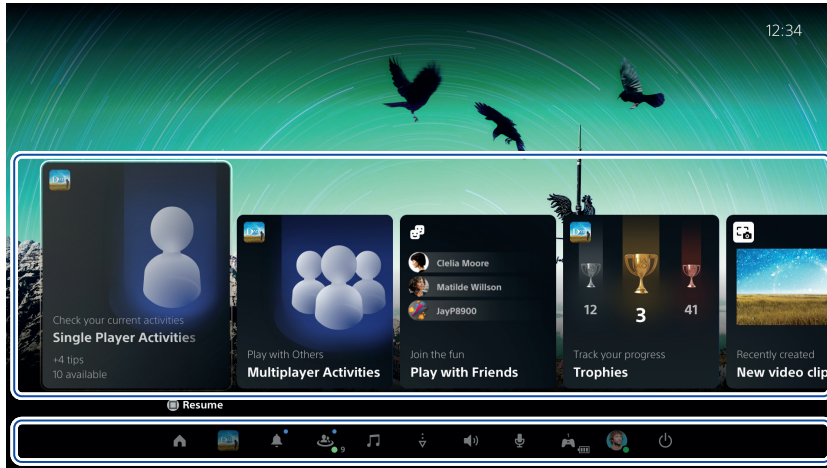 12:34
Check your current activities
Single Player Activities
+4 tips
10 available
Play with Others
Multiplayer Activities
Clelia Moore
Matilde Willson
JayP8900
Join the fun
Play with Friends
12
3
41
Track your progress
Trophies
Recently created
New video clip
Resume
9